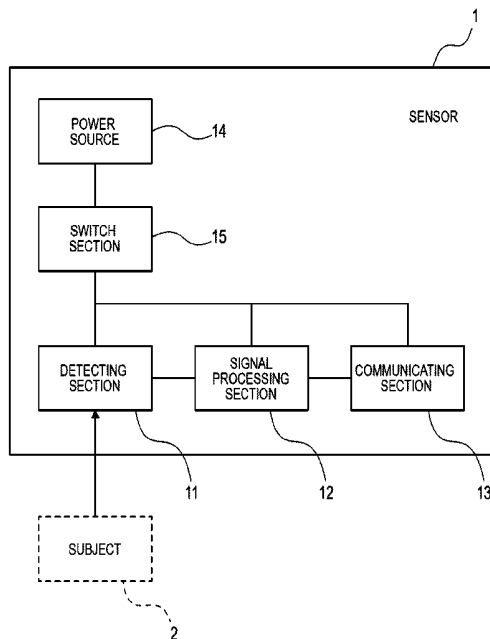 1
SENSOR
POWER
SOURCE
14
SWITCH
SECTION
15
DETECTING
SECTION
SIGNAL
PROCESSING
SECTION
COMMUNICATING
SECTION
11
12
13
SUBJECT
2